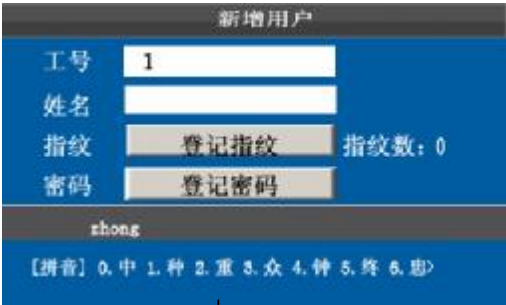 新增用户
工号 1
姓名
指纹 登记指纹 指纹数: 0
密码 登记密码
zhong
[拼音] 0.中 1.种 2.重 3.众 4.钟 5.终 6.忠>